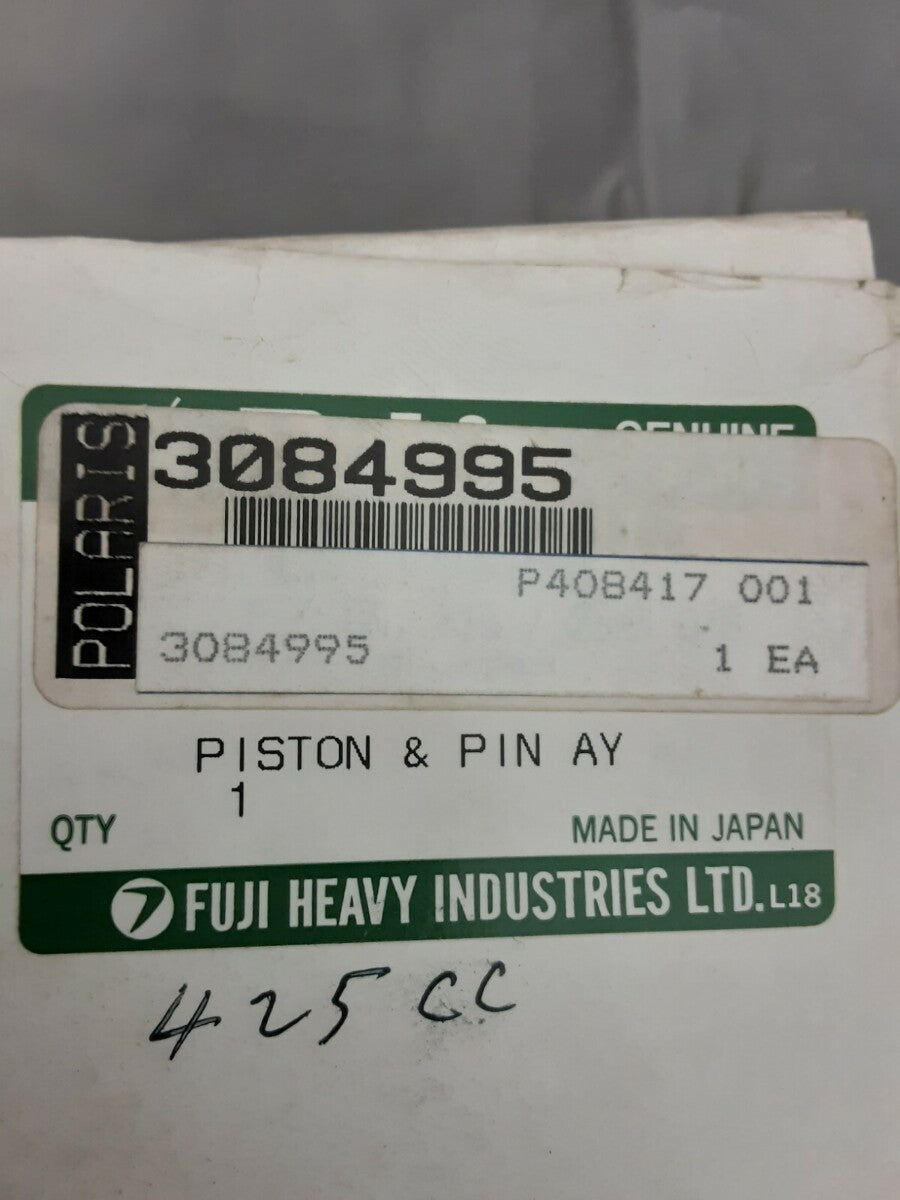 GENUINE
POLARIS
3084995
P408417 001
3084995 1 EA
PISTON & PIN AY
1
QTY MADE IN JAPAN
FUJI HEAVY INDUSTRIES LTD. L18
425 CC